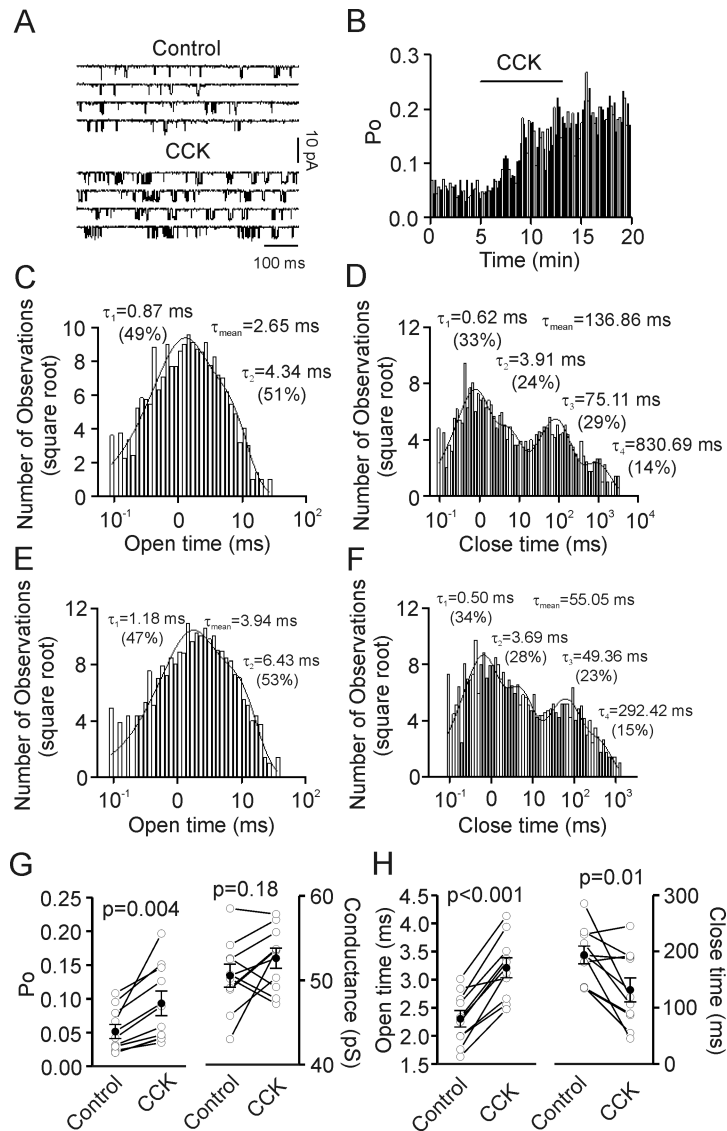 A
Control
CCK
10 pA
100 ms
B
CCK
Po
0.3
0.2
0.1
0.0
0 5 10 15 20
Time (min)
C
Number of Observations
(square root)
τ1=0.87 ms
(49%)
τmean=2.65 ms
τ2=4.34 ms
(51%)
10
8
6
4
2
0
10-1 0 10 102
Open time (ms)
D
Number of Observations
(square root)
τ1=0.62 ms
(33%)
τmean=136.86 ms
τ2=3.91 ms
(24%)
τ3=75.11 ms
(29%)
τ4=830.69 ms
(14%)
12
8
4
0
10-1 0 10 102 103 104
Close time (ms)
E
Number of Observations
(square root)
τ1=1.18 ms
(47%)
τmean=3.94 ms
τ2=6.43 ms
(53%)
12
8
4
0
10-1 0 10 102
Open time (ms)
F
Number of Observations
(square root)
τ1=0.50 ms
(34%)
τmean=55.05 ms
τ2=3.69 ms
(28%)
τ3=49.36 ms
(23%)
τ4=292.42 ms
(15%)
12
8
4
0
10-1 0 10 102 103
Close time (ms)
G
Po
0.25
0.20
0.15
0.10
0.05
0.00
p=0.004
Control CCK
p=0.18
60
50
40
Conductance (pS)
Control CCK
H
Open time (ms)
4.5
4.0
3.5
3.0
2.5
2.0
1.5
p<0.001
Control CCK
p=0.01
300
200
100
0
Close time (ms)
Control CCK